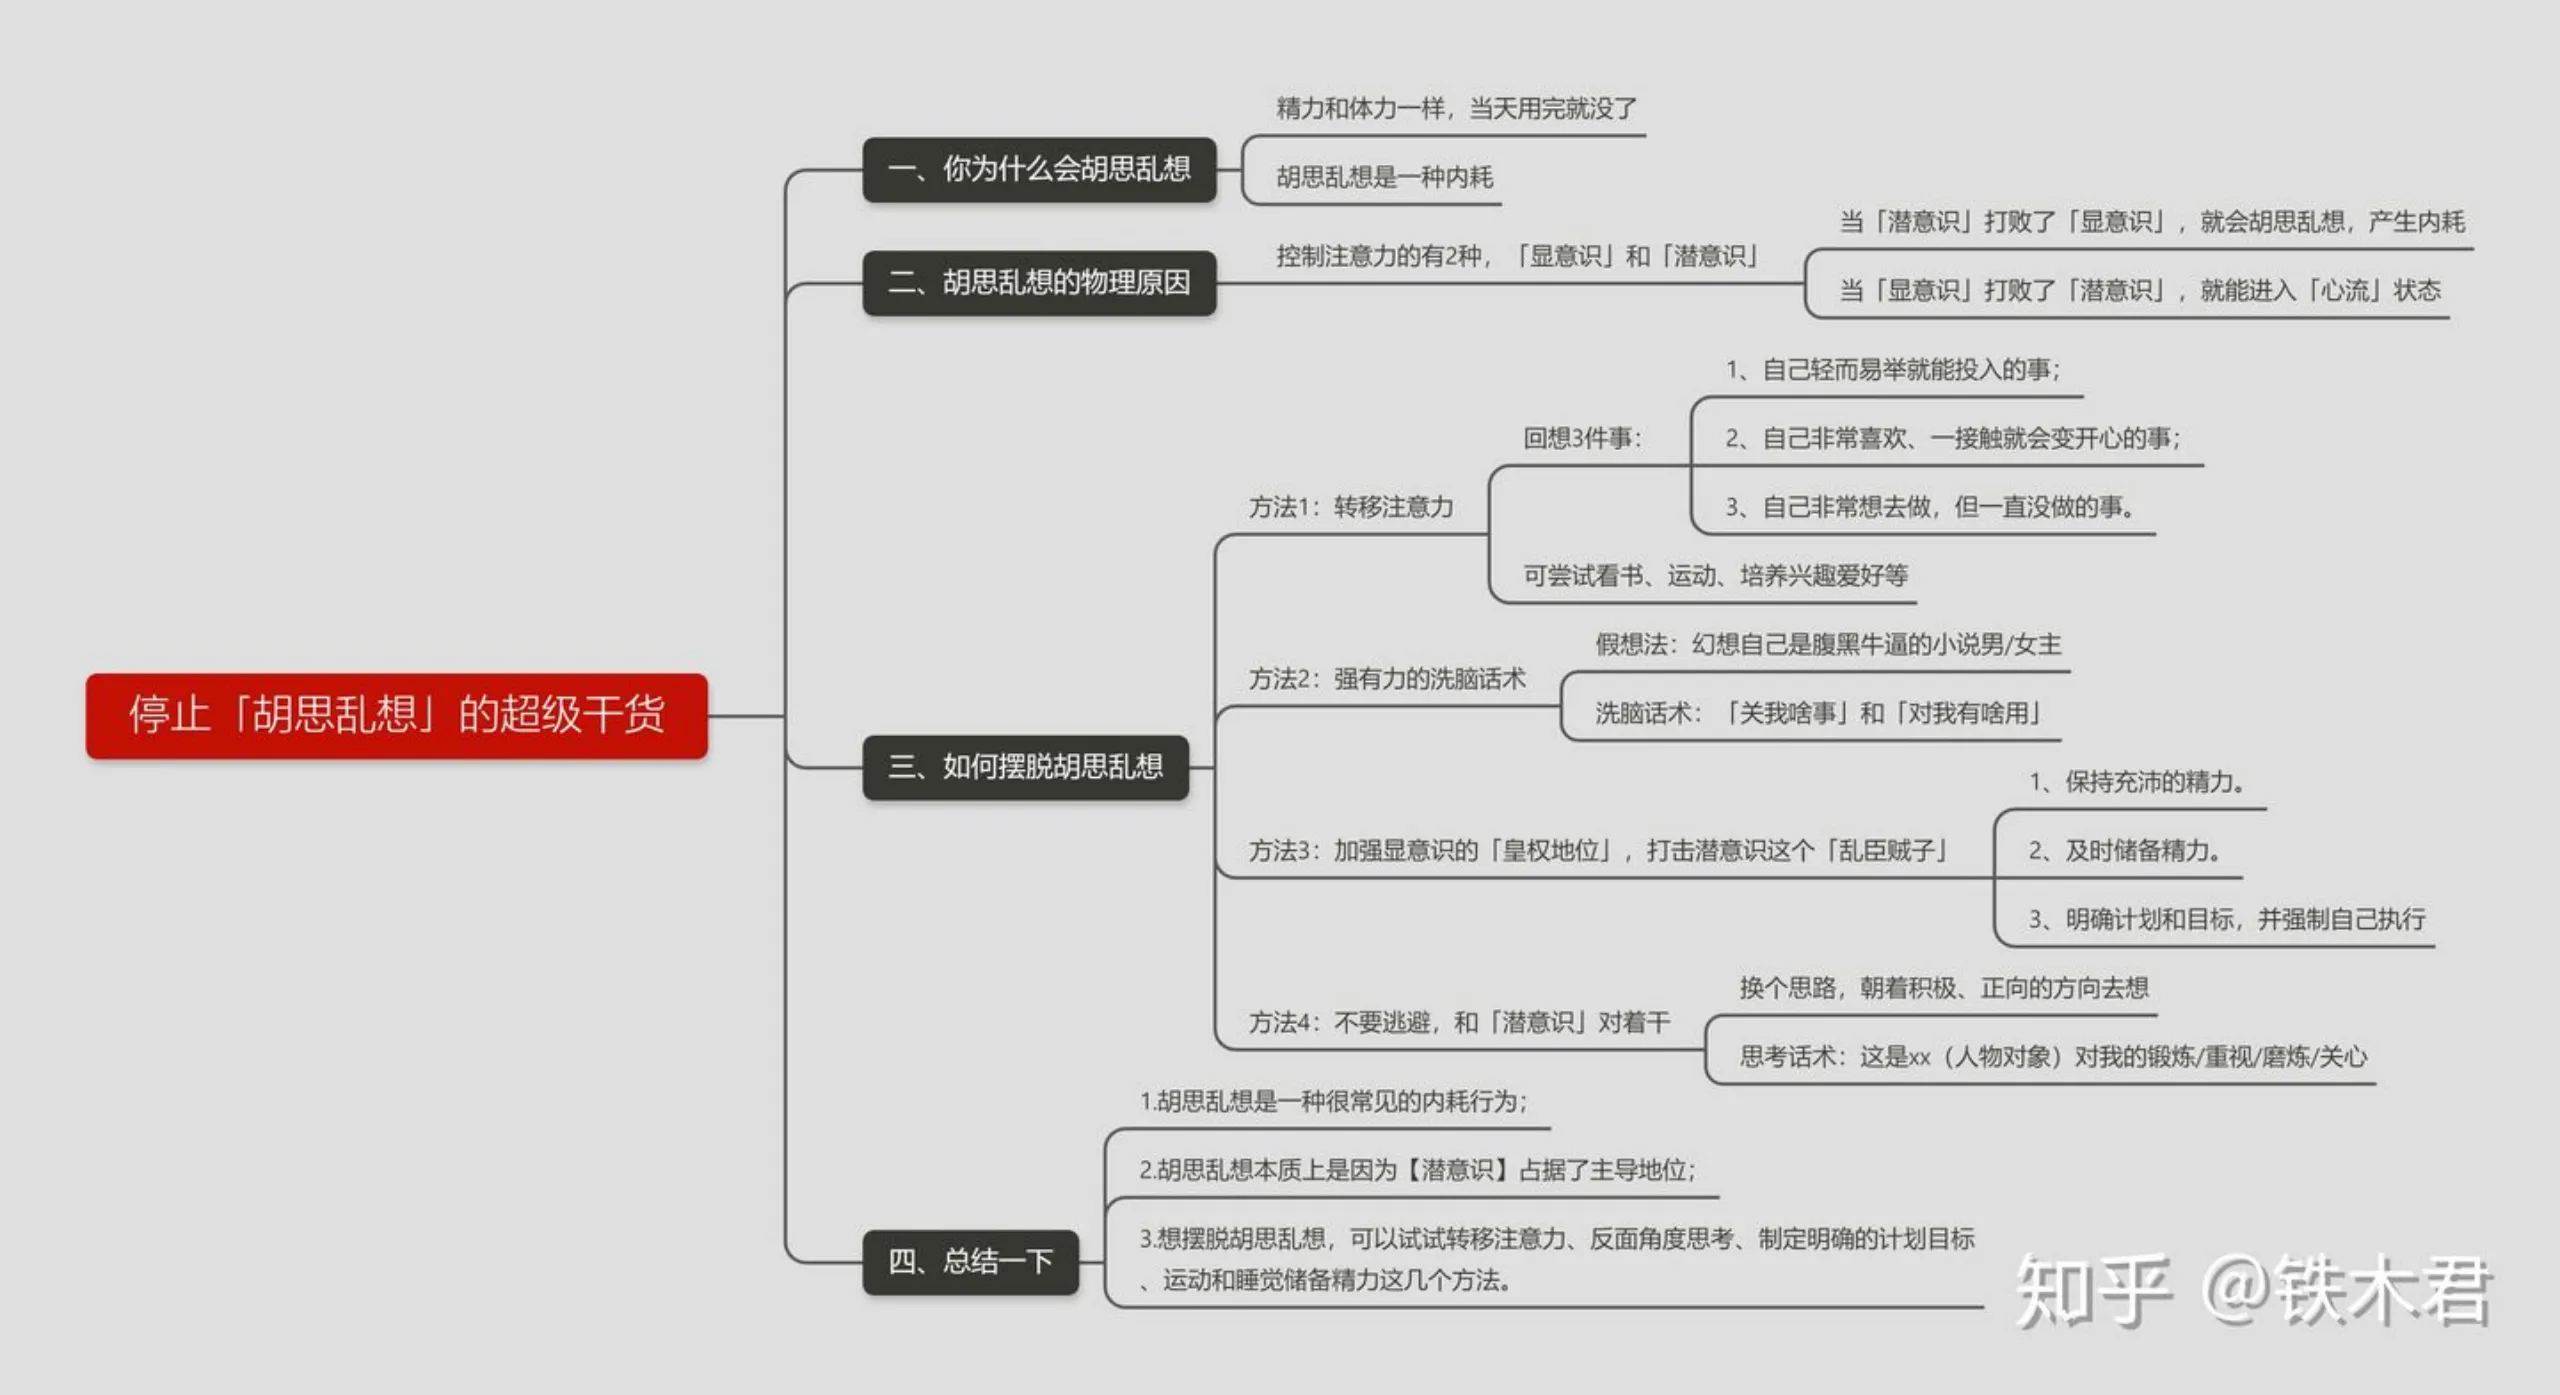 停止「胡思乱想」的超级干货
一、你为什么会胡思乱想
精力和体力一样，当天用完就没了
胡思乱想是一种内耗
二、胡思乱想的物理原因
控制注意力的有2种，「显意识」和「潜意识」
当「潜意识」打败了「显意识」，就会胡思乱想，产生内耗
当「显意识」打败了「潜意识」，就能进入「心流」状态
三、如何摆脱胡思乱想
方法1：转移注意力
回想3件事：
1、自己轻而易举就能投入的事；
2、自己非常喜欢、一接触就会变开心的事；
3、自己非常想去做，但一直没做的事。
可尝试看书、运动、培养兴趣爱好等
方法2：强有力的洗脑话术
假想法：幻想自己是腹黑牛逼的小说男/女主
洗脑话术：「关我啥事」和「对我有啥用」
方法3：加强显意识的「皇权地位」，打击潜意识这个「乱臣贼子」
1、保持充沛的精力。
2、及时储备精力。
3、明确计划和目标，并强制自己执行
方法4：不要逃避，和「潜意识」对着干
换个思路，朝着积极、正向的方向去想
思考话术：这是xx（人物对象）对我的锻炼/重视/磨炼/关心
四、总结一下
1.胡思乱想是一种很常见的内耗行为；
2.胡思乱想本质上是因为【潜意识】占据了主导地位；
3.想摆脱胡思乱想，可以试试转移注意力、反面角度思考、制定明确的计划目标
、运动和睡觉储备精力这几个方法。
知乎 @铁木君